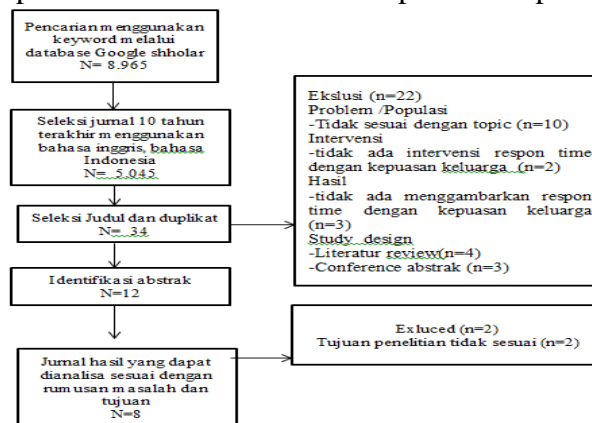 Pencarian menggunakan
keyword melalui
database Google shholar
N= 8.965
Seleksi jurnal 10 tahun
terakhir menggunakan
bahasa inggris, bahasa
Indonesia
N= 5.045
Seleksi Judul dan duplikat
N= 34
Identifikasi abstrak
N=12
Jurnal hasil yang dapat
dianalisa sesuai dengan
rumusan masalah dan
tujuan
N=8
Ekslusi (n=22)
Problem /Populasi
-Tidak sesuai dengan topic (n=10)
Intervensi
-tidak ada intervensi respon time
dengan kepuasan keluarga (n=2)
Hasil
-tidak ada menggambarkan respon
time dengan kepuasan keluarga
(n=3)
Study design
-Literatur review(n=4)
-Conference abstrak (n=3)
Exluced (n=2)
Tujuan penelitian tidak sesuai (n=2)